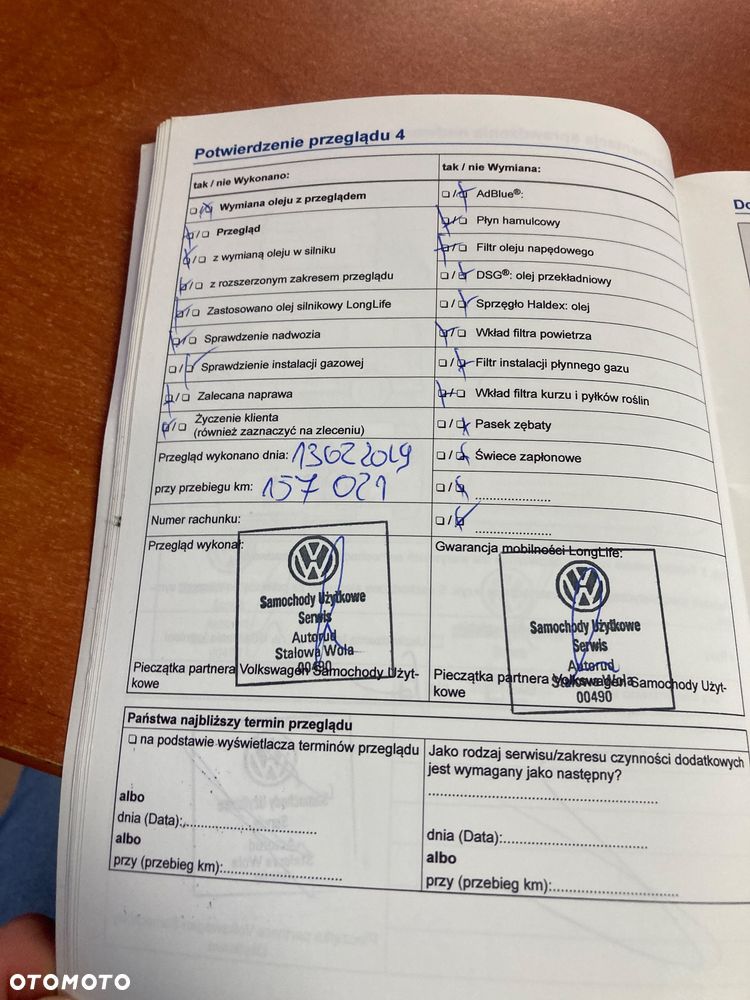 Potwierdzenie przeglądu 4
tak / nie Wykonano:
☐/☒ Wymiana oleju z przeglądem
☒/☐ Przegląd
☒/☐ z wymianą oleju w silniku
☒/☐ z rozszerzonym zakresem przeglądu
☒/☐ Zastosowano olej silnikowy LongLife
☒/☐ Sprawdzenie nadwozia
☐/☒ Sprawdzienie instalacji gazowej
☒/☐ Zalecana naprawa
☒/☐ Życzenie klienta
(również zaznaczyć na zleceniu)
Przegląd wykonano dnia: 13 02 2019
przy przebiegu km: 157 021
Numer rachunku:
Przegląd wykonał:
Samochody Użytkowe
Serwis
Autorud
Stalowa Wola
00490
Pieczątka partnera Volkswagen Samochody Użyt-
kowe
tak / nie Wymiana:
☐/☒ AdBlue®:
☒/☐ Płyn hamulcowy
☒/☐ Filtr oleju napędowego
☐/☒ DSG®: olej przekładniowy
☐/☒ Sprzęgło Haldex: olej
☒/☐ Wkład filtra powietrza
☐/☒ Filtr instalacji płynnego gazu
☒/☐ Wkład filtra kurzu i pyłków roślin
☐/☒ Pasek zębaty
☐/☒ Świece zapłonowe
☐/☒ ......................
☐/☒ ......................
Gwarancja mobilności LongLife:
Samochody Użytkowe
Serwis
Autorud
Stalowa Wola
00490
Pieczątka partnera Volkswagen Samochody Użyt-
kowe
Państwa najbliższy termin przeglądu
☐ na podstawie wyświetlacza terminów przeglądu
albo
dnia (Data):......................
albo
przy (przebieg km):......................
Jako rodzaj serwisu/zakresu czynności dodatkowych
jest wymagany jako następny?
......................
dnia (Data):......................
albo
przy (przebieg km):......................
Do
OTOMOTO